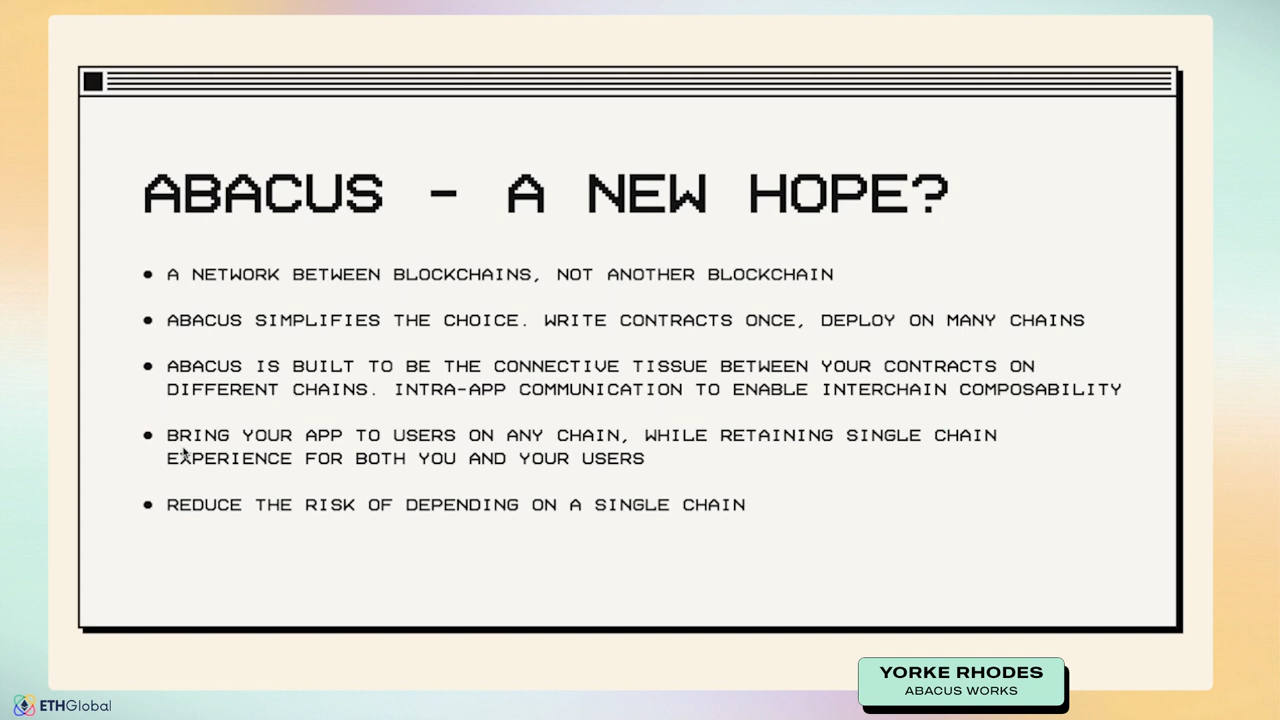 ABACUS - A NEW HOPE?
• A NETWORK BETWEEN BLOCKCHAINS, NOT ANOTHER BLOCKCHAIN
• ABACUS SIMPLIFIES THE CHOICE. WRITE CONTRACTS ONCE, DEPLOY ON MANY CHAINS
• ABACUS IS BUILT TO BE THE CONNECTIVE TISSUE BETWEEN YOUR CONTRACTS ON
DIFFERENT CHAINS. INTRA-APP COMMUNICATION TO ENABLE INTERCHAIN COMPOSABILITY
• BRING YOUR APP TO USERS ON ANY CHAIN, WHILE RETAINING SINGLE CHAIN
EXPERIENCE FOR BOTH YOU AND YOUR USERS
• REDUCE THE RISK OF DEPENDING ON A SINGLE CHAIN
YORKE RHODES
ABACUS WORKS
ETHGlobal